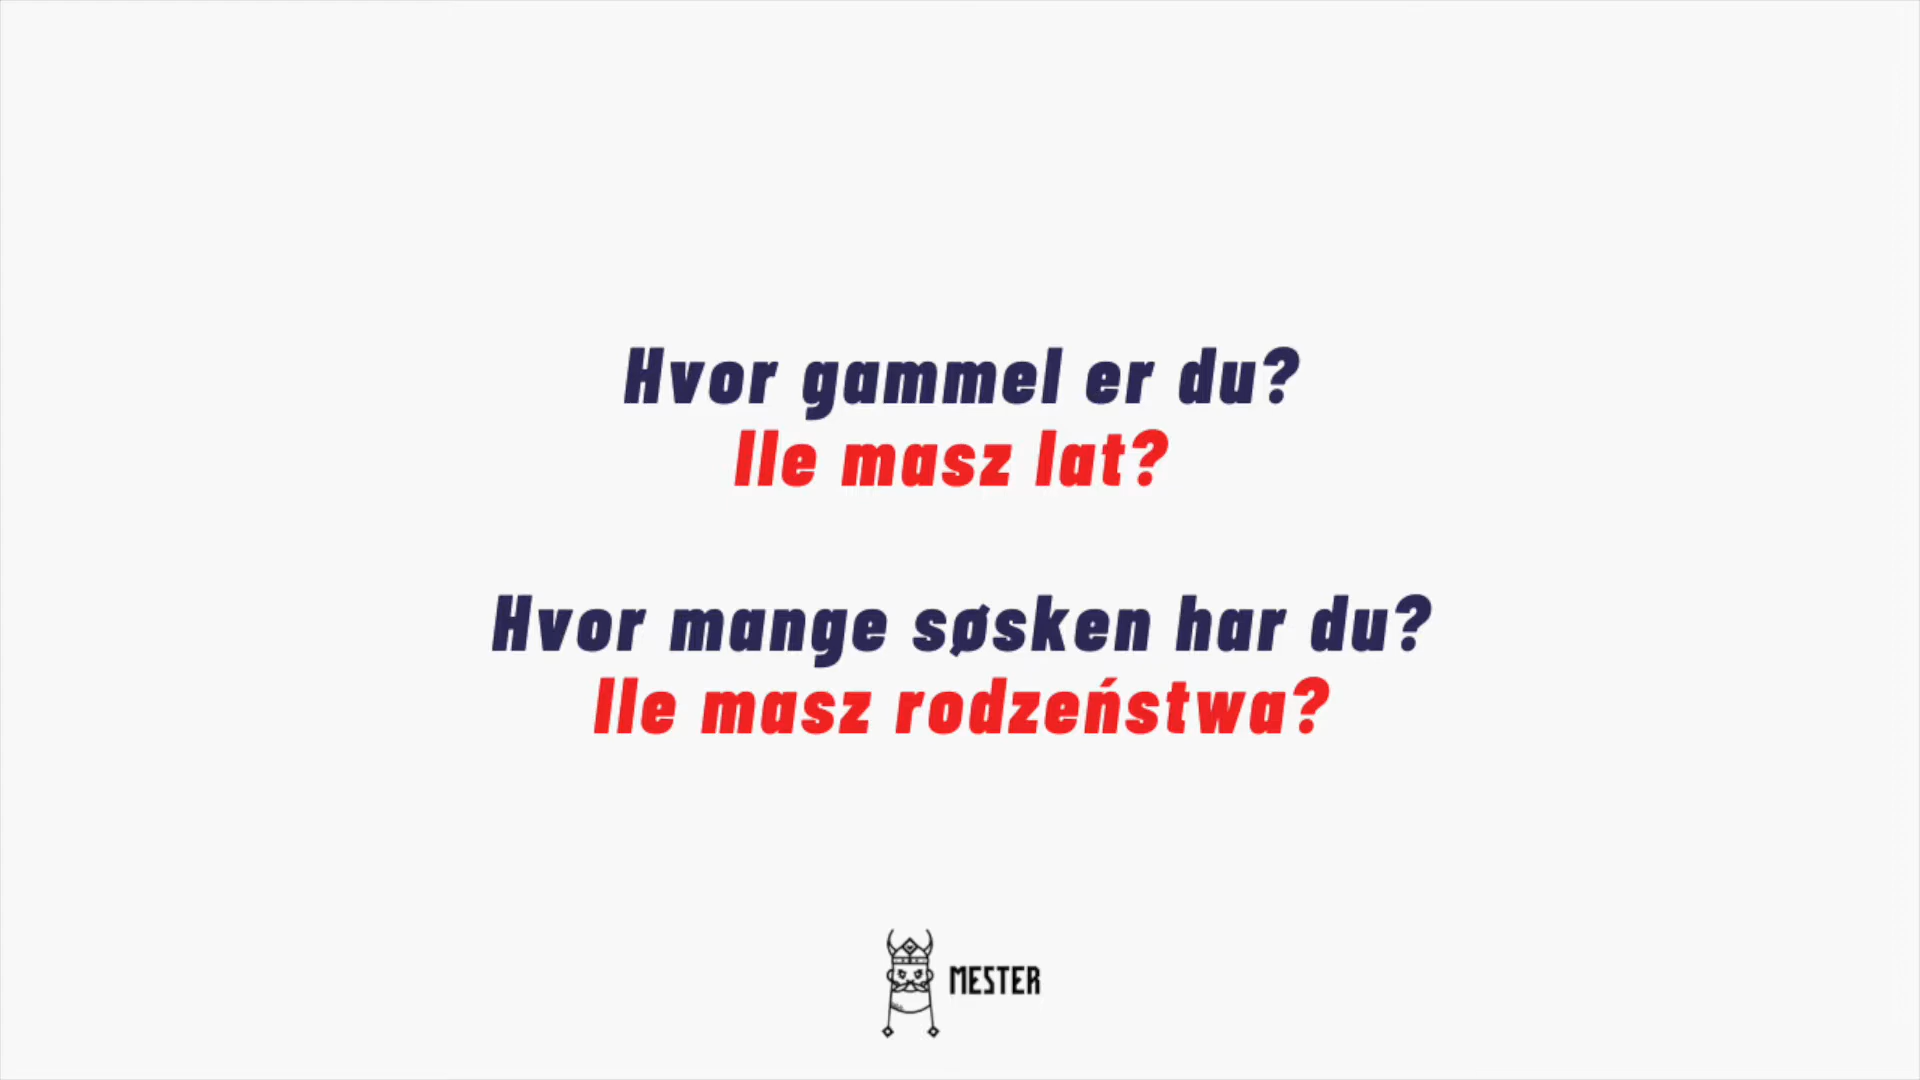 Hvor gammel er du?
Ile masz lat?
Hvor mange søsken har du?
Ile masz rodzeństwa?
MESTER